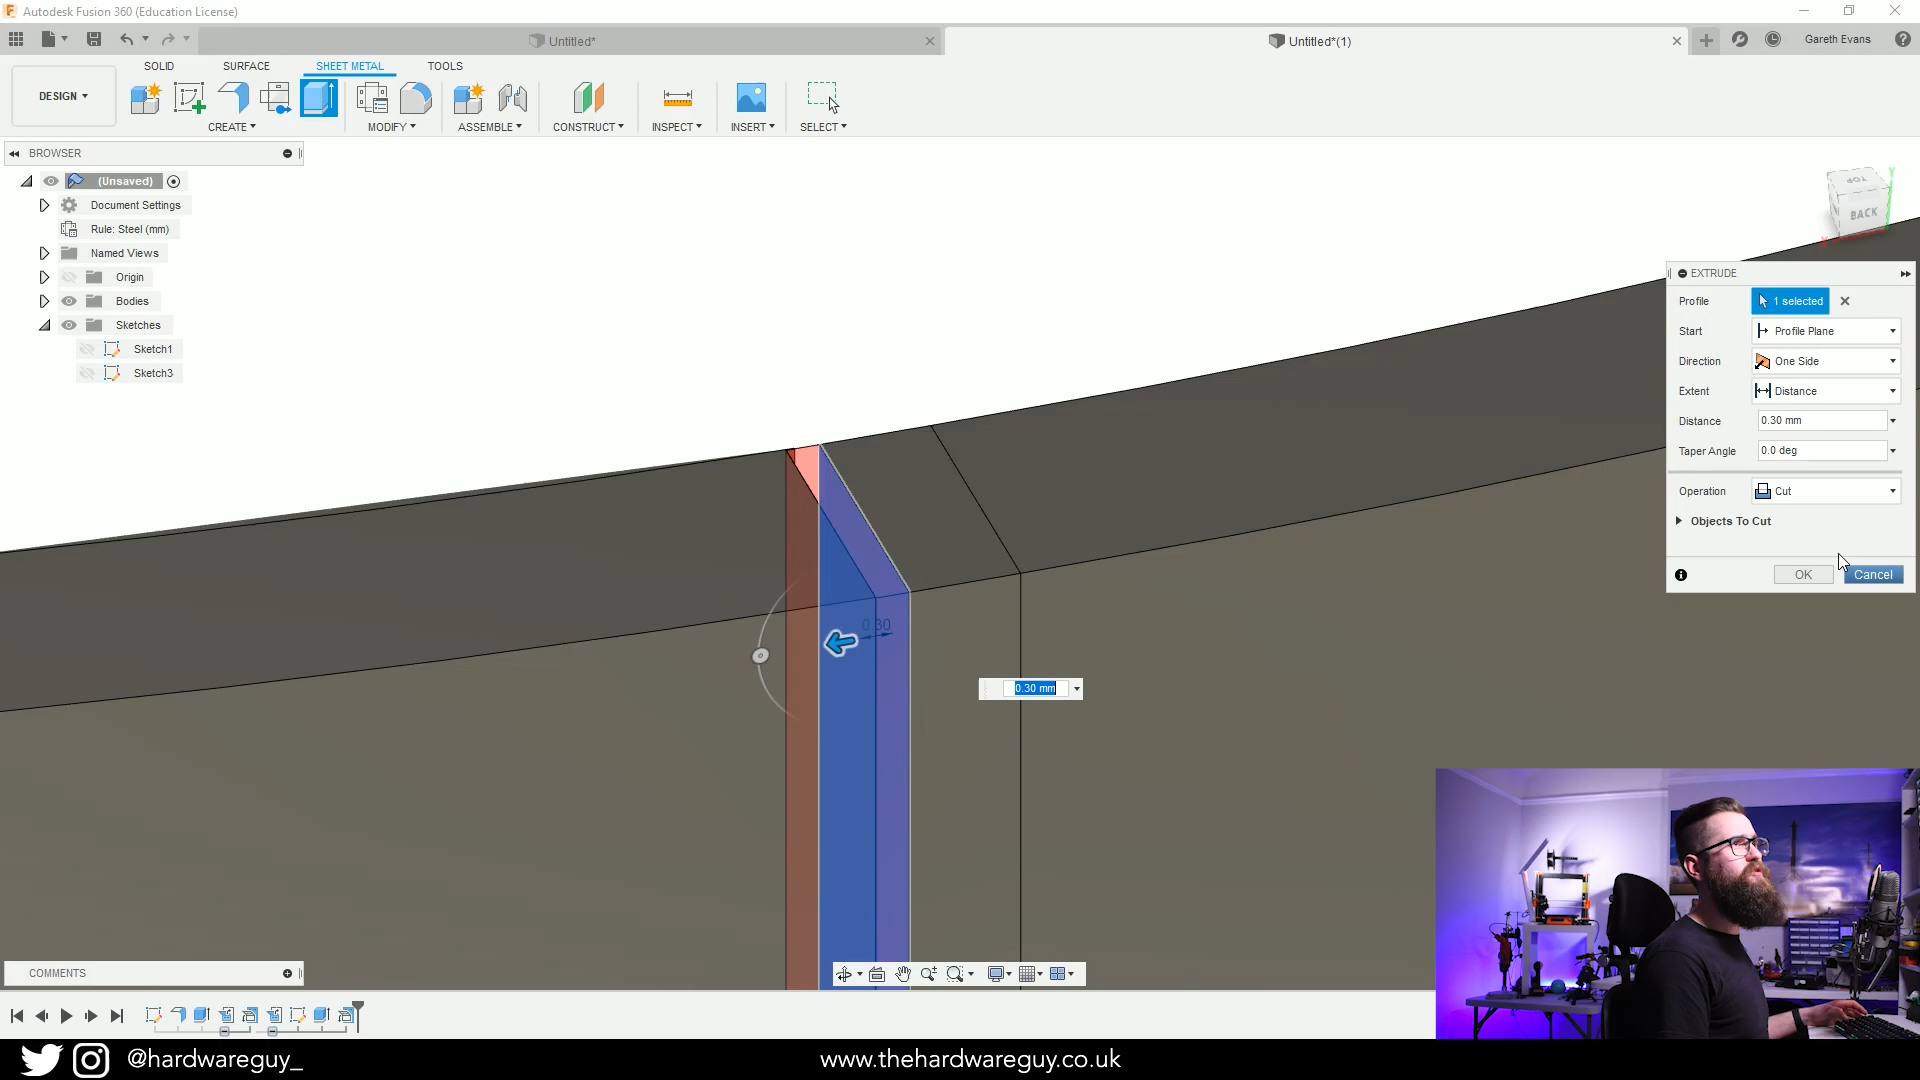 Autodesk Fusion 360 (Education License)
Untitled*
Untitled*(1)
Gareth Evans
DESIGN
SOLID
SURFACE
SHEET METAL
TOOLS
CREATE
MODIFY
ASSEMBLE
CONSTRUCT
INSPECT
INSERT
SELECT
BROWSER
(Unsaved)
Document Settings
Rule: Steel (mm)
Named Views
Origin
Bodies
Sketches
Sketch1
Sketch3
TOP
BACK
Y
X
EXTRUDE
Profile
1 selected
Start
Profile Plane
Direction
One Side
Extent
Distance
Distance
0.30 mm
Taper Angle
0.0 deg
Operation
Cut
Objects To Cut
OK
Cancel
0.30
0.30 mm
COMMENTS
@hardwareguy_
www.thehardwareguy.co.uk